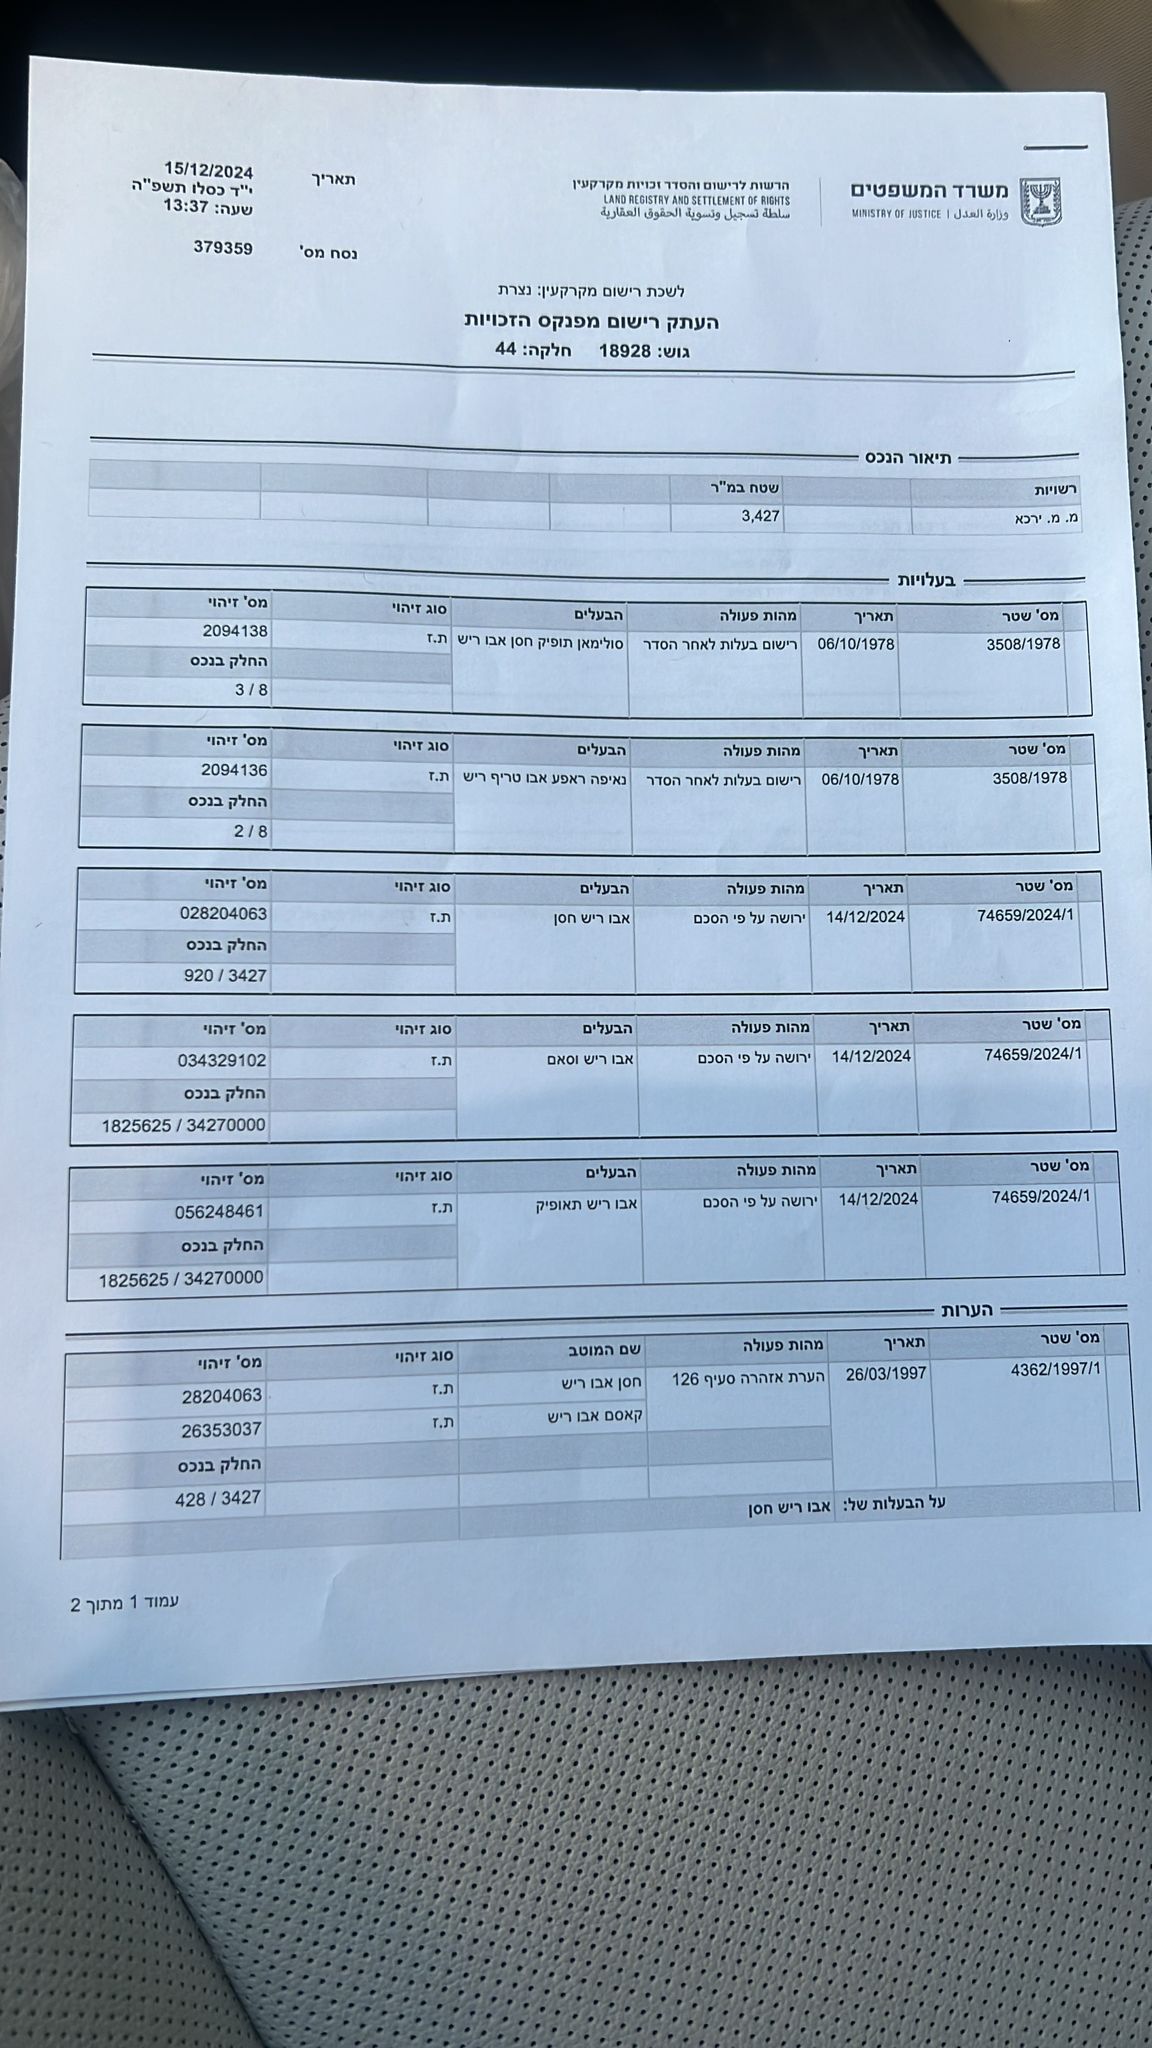 משרד המשפטים
MINISTRY OF JUSTICE | وزارة العدل
הרשות לרישום והסדר זכויות מקרקעין
LAND REGISTRY AND SETTLEMENT OF RIGHTS
سلطة تسجيل وتسوية الحقوق العقارية
תאריך 15/12/2024
י"ד כסלו תשפ"ה
שעה: 13:37
נסח מס' 379359
לשכת רישום מקרקעין: נצרת
העתק רישום מפנקס הזכויות
גוש: 18928 חלקה: 44
תיאור הנכס
רשויות שטח במ"ר
מ. מ. ירכא 3,427
בעלויות
מס' שטר תאריך מהות פעולה הבעלים סוג זיהוי מס' זיהוי
3508/1978 06/10/1978 רישום בעלות לאחר הסדר סולימאן תופיק חסן אבו ריש ת.ז 2094138
החלק בנכס
3 / 8
מס' שטר תאריך מהות פעולה הבעלים סוג זיהוי מס' זיהוי
3508/1978 06/10/1978 רישום בעלות לאחר הסדר נאיפה ראפע אבו טריף ריש ת.ז 2094136
החלק בנכס
2 / 8
מס' שטר תאריך מהות פעולה הבעלים סוג זיהוי מס' זיהוי
74659/2024/1 14/12/2024 ירושה על פי הסכם אבו ריש חסן ת.ז 028204063
החלק בנכס
920 / 3427
מס' שטר תאריך מהות פעולה הבעלים סוג זיהוי מס' זיהוי
74659/2024/1 14/12/2024 ירושה על פי הסכם אבו ריש וסאם ת.ז 034329102
החלק בנכס
1825625 / 34270000
מס' שטר תאריך מהות פעולה הבעלים סוג זיהוי מס' זיהוי
74659/2024/1 14/12/2024 ירושה על פי הסכם אבו ריש תאופיק ת.ז 056248461
החלק בנכס
1825625 / 34270000
הערות
מס' שטר תאריך מהות פעולה שם המוטב סוג זיהוי מס' זיהוי
4362/1997/1 26/03/1997 הערת אזהרה סעיף 126 חסן אבו ריש ת.ז 28204063
קאסם אבו ריש ת.ז 26353037
החלק בנכס
428 / 3427
על הבעלות של: אבו ריש חסן
עמוד 1 מתוך 2